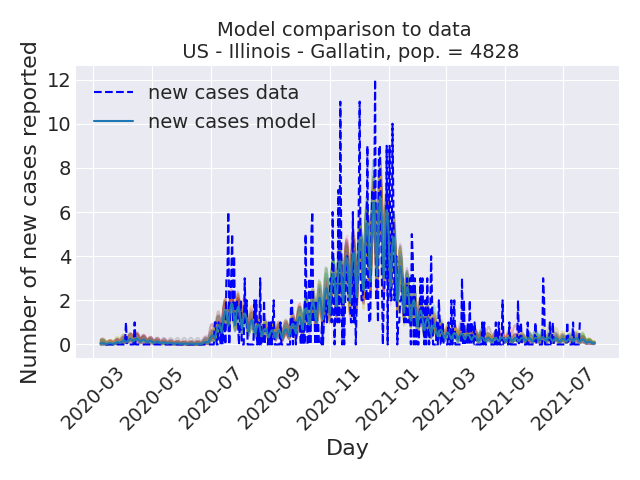 Model comparison to data
US - Illinois - Gallatin, pop. = 4828
Number of new cases reported
12
10
8
6
4
2
0
new cases data
new cases model
2020-03
2020-05
2020-07
2020-09
2020-11
2021-01
2021-03
2021-05
2021-07
Day